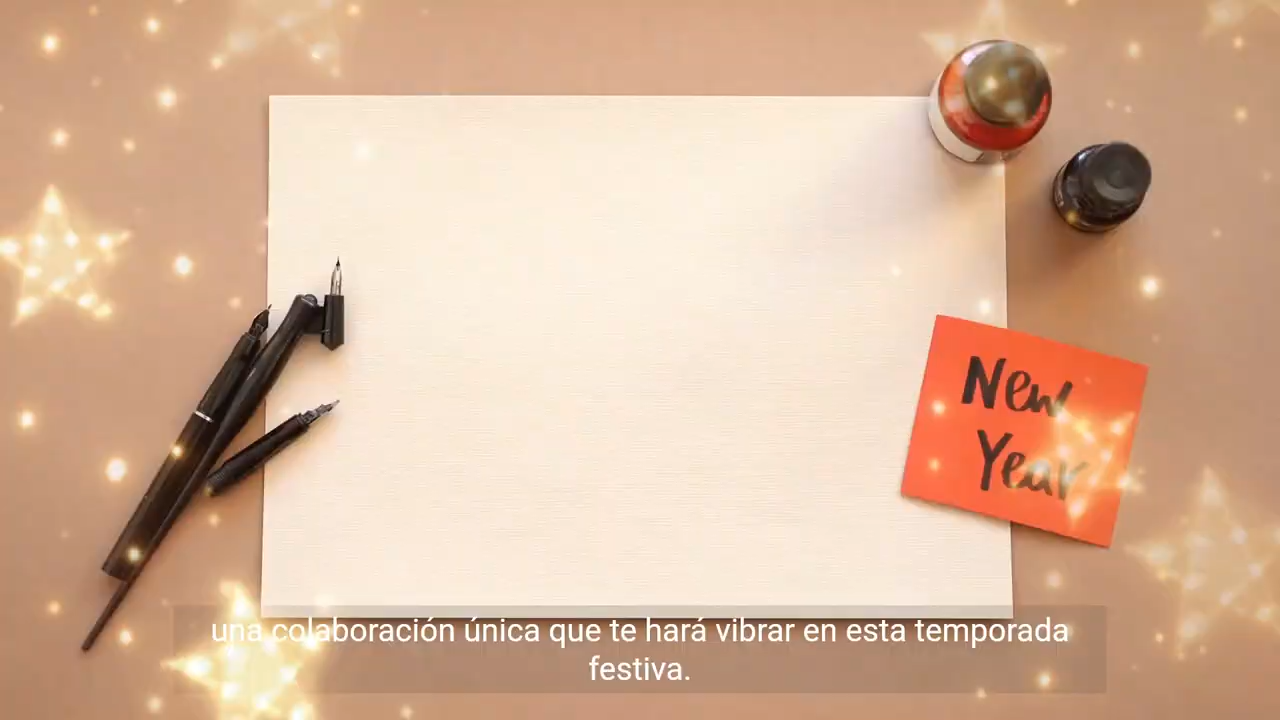 New
Year
una colaboración única que te hará vibrar en esta temporada
festiva.